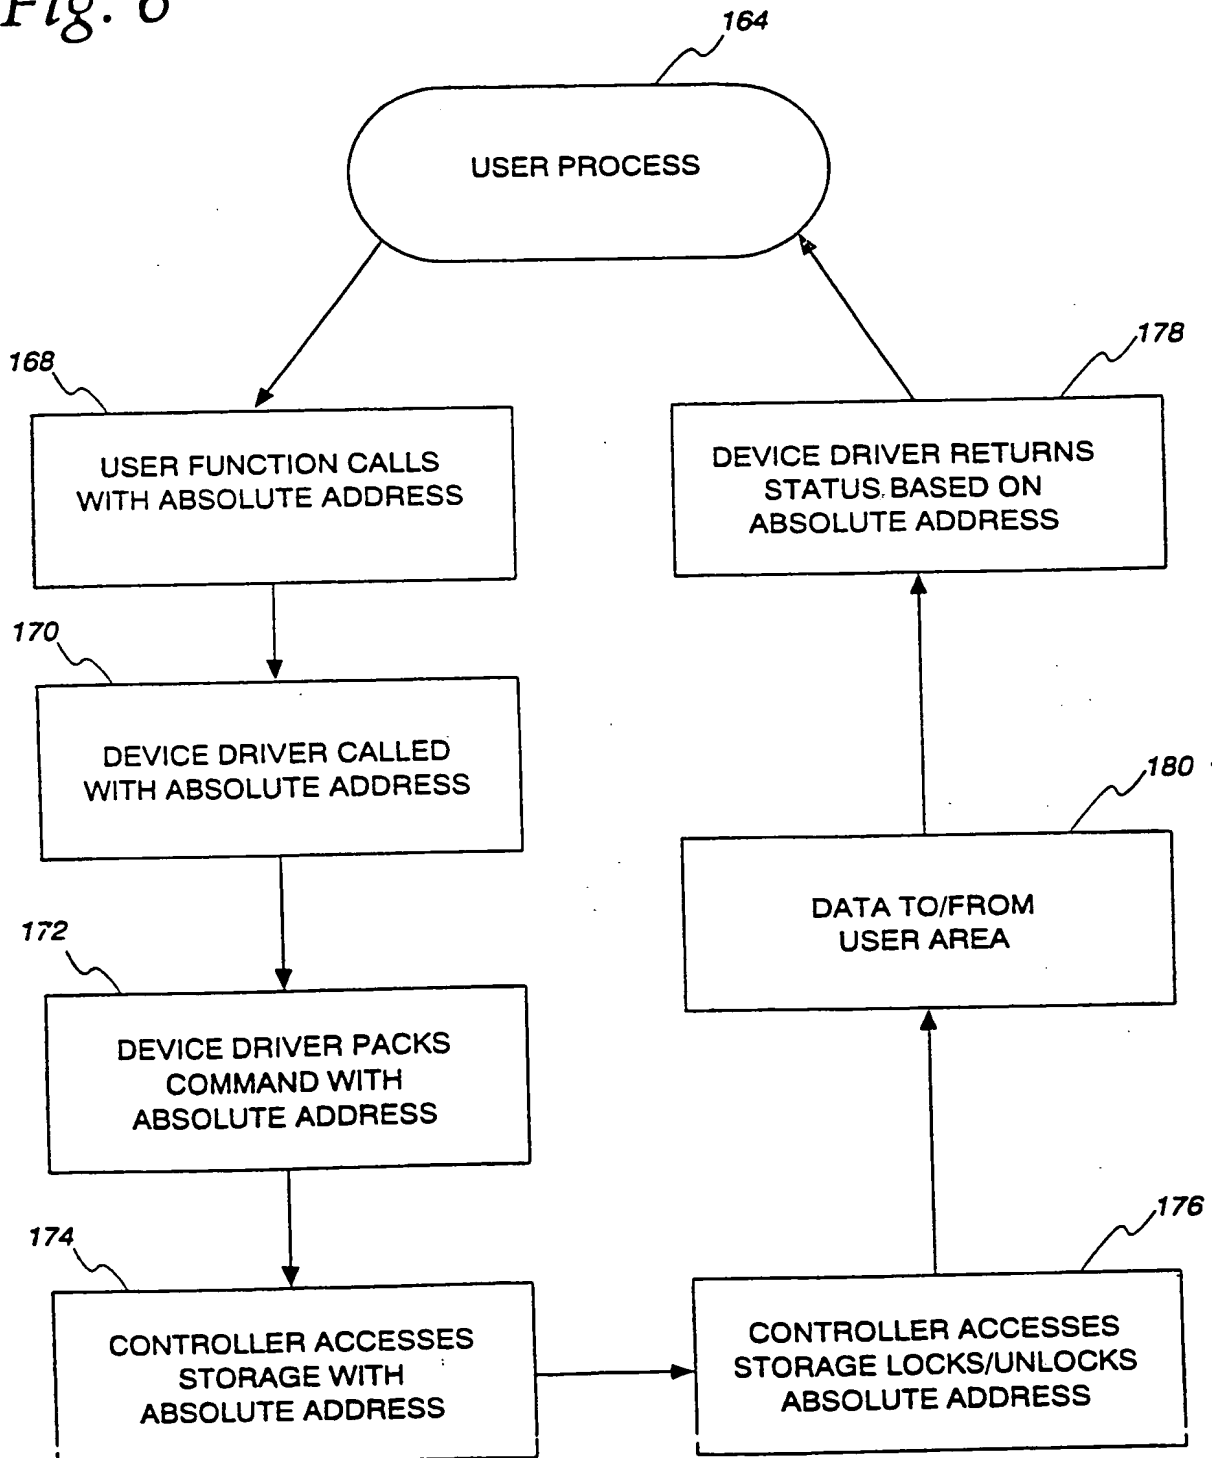 Fig. 6
164
USER PROCESS
168
USER FUNCTION CALLS
WITH ABSOLUTE ADDRESS
178
DEVICE DRIVER RETURNS
STATUS BASED ON
ABSOLUTE ADDRESS
170
DEVICE DRIVER CALLED
WITH ABSOLUTE ADDRESS
180
DATA TO/FROM
USER AREA
172
DEVICE DRIVER PACKS
COMMAND WITH
ABSOLUTE ADDRESS
174
CONTROLLER ACCESSES
STORAGE WITH
ABSOLUTE ADDRESS
176
CONTROLLER ACCESSES
STORAGE LOCKS/UNLOCKS
ABSOLUTE ADDRESS